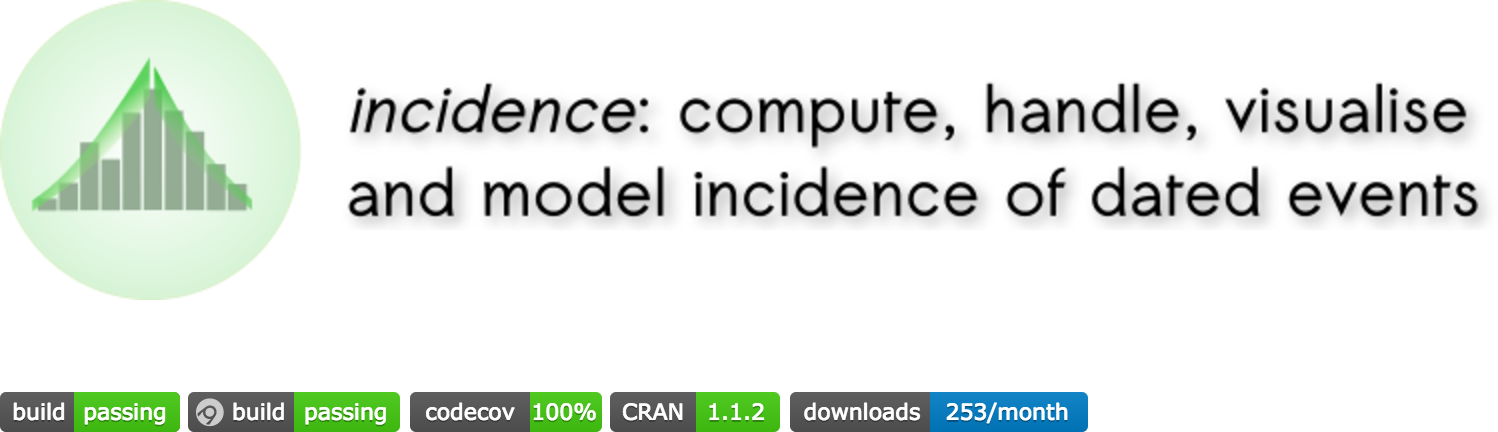 incidence: compute, handle, visualise
and model incidence of dated events
build passing build passing codecov 100% CRAN 1.1.2 downloads 253/month